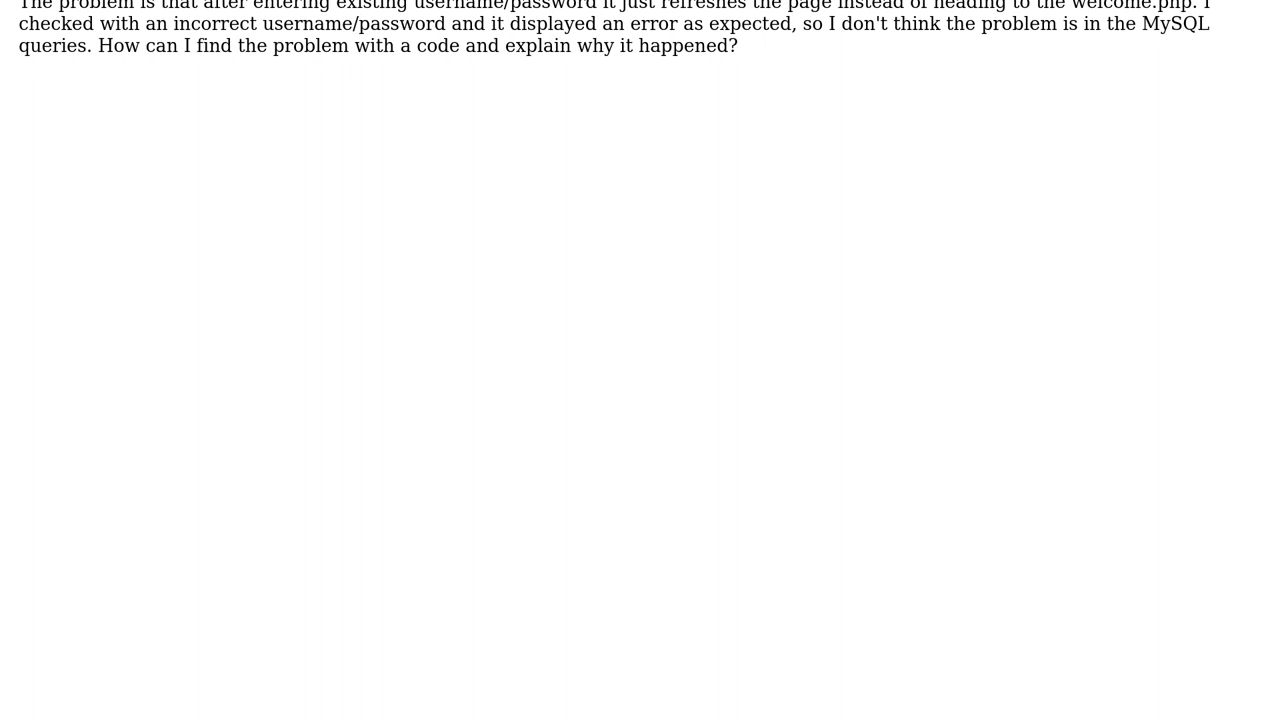 The problem is that after entering existing username/password it just refreshes the page instead of heading to the welcome.php. I
checked with an incorrect username/password and it displayed an error as expected, so I don't think the problem is in the MySQL
queries. How can I find the problem with a code and explain why it happened?